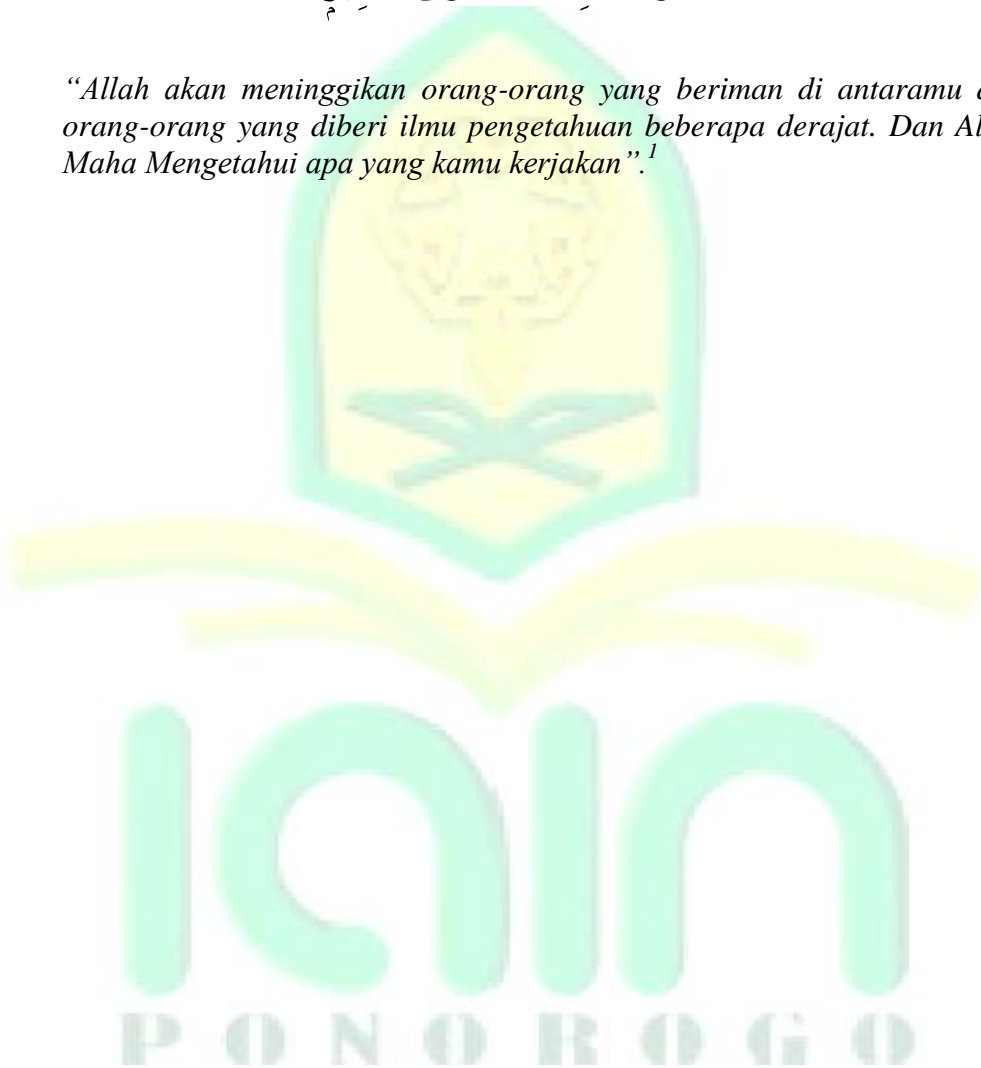 “Allah akan meninggikan orang-orang yang beriman di antaramu
orang-orang yang diberi ilmu pengetahuan beberapa derajat. Dan
Maha Mengetahui apa yang kamu kerjakan”.1
iain
PONOROGO